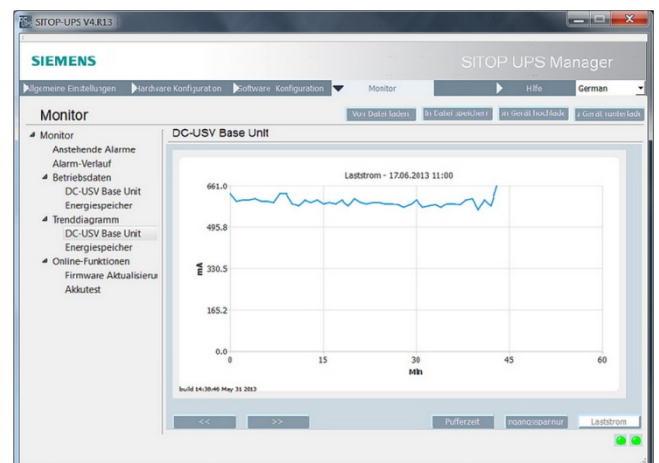 SITOP-UPS V4.R13
SIEMENS
SITOP UPS Manager
Allgemeine Einstellungen
Hardware Konfiguration
Software Konfiguration
Monitor
Hilfe
German
Monitor
Von Datei laden
In Datei speichern
Monitor
Anstehende Alarme
Alarm-Verlauf
Betriebsdaten
DC-USV Base Unit
Energiespeicher
Trenddiagramm
DC-USV Base Unit
Energiespeicher
Online-Funktionen
Firmware Aktualisierur
Akkutest
DC-USV Base Unit
Laststrom - 17.06.2013 11:00
661.0
495.8
330.5
165.2
0.0
mA
0
15
30
45
60
Min
build 14:38:46 May 31 2013
<<
>>
Pufferzeit
Laststrom